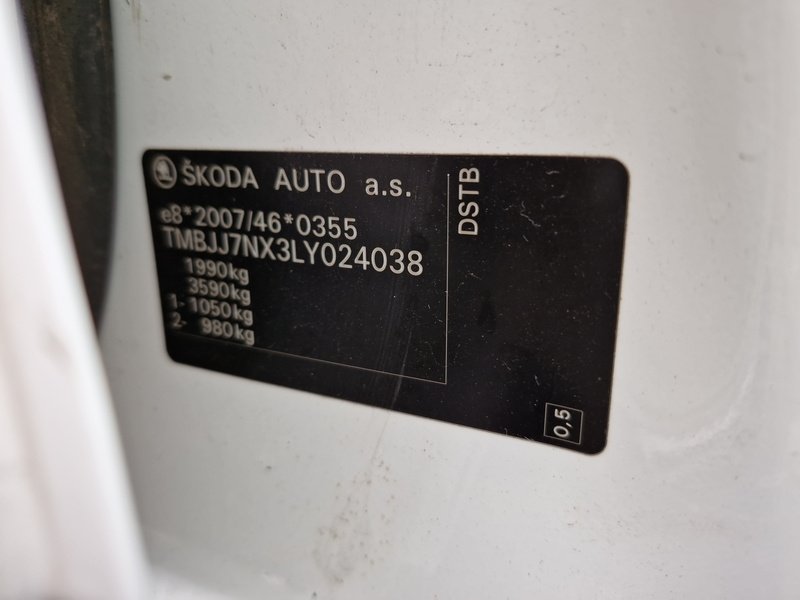 ŠKODA AUTO a.s.
e8*2007/46*0355
TMBJJ7NX3LY024038
1990kg
3590kg
1- 1050kg
2- 980kg
DSTB
0,5